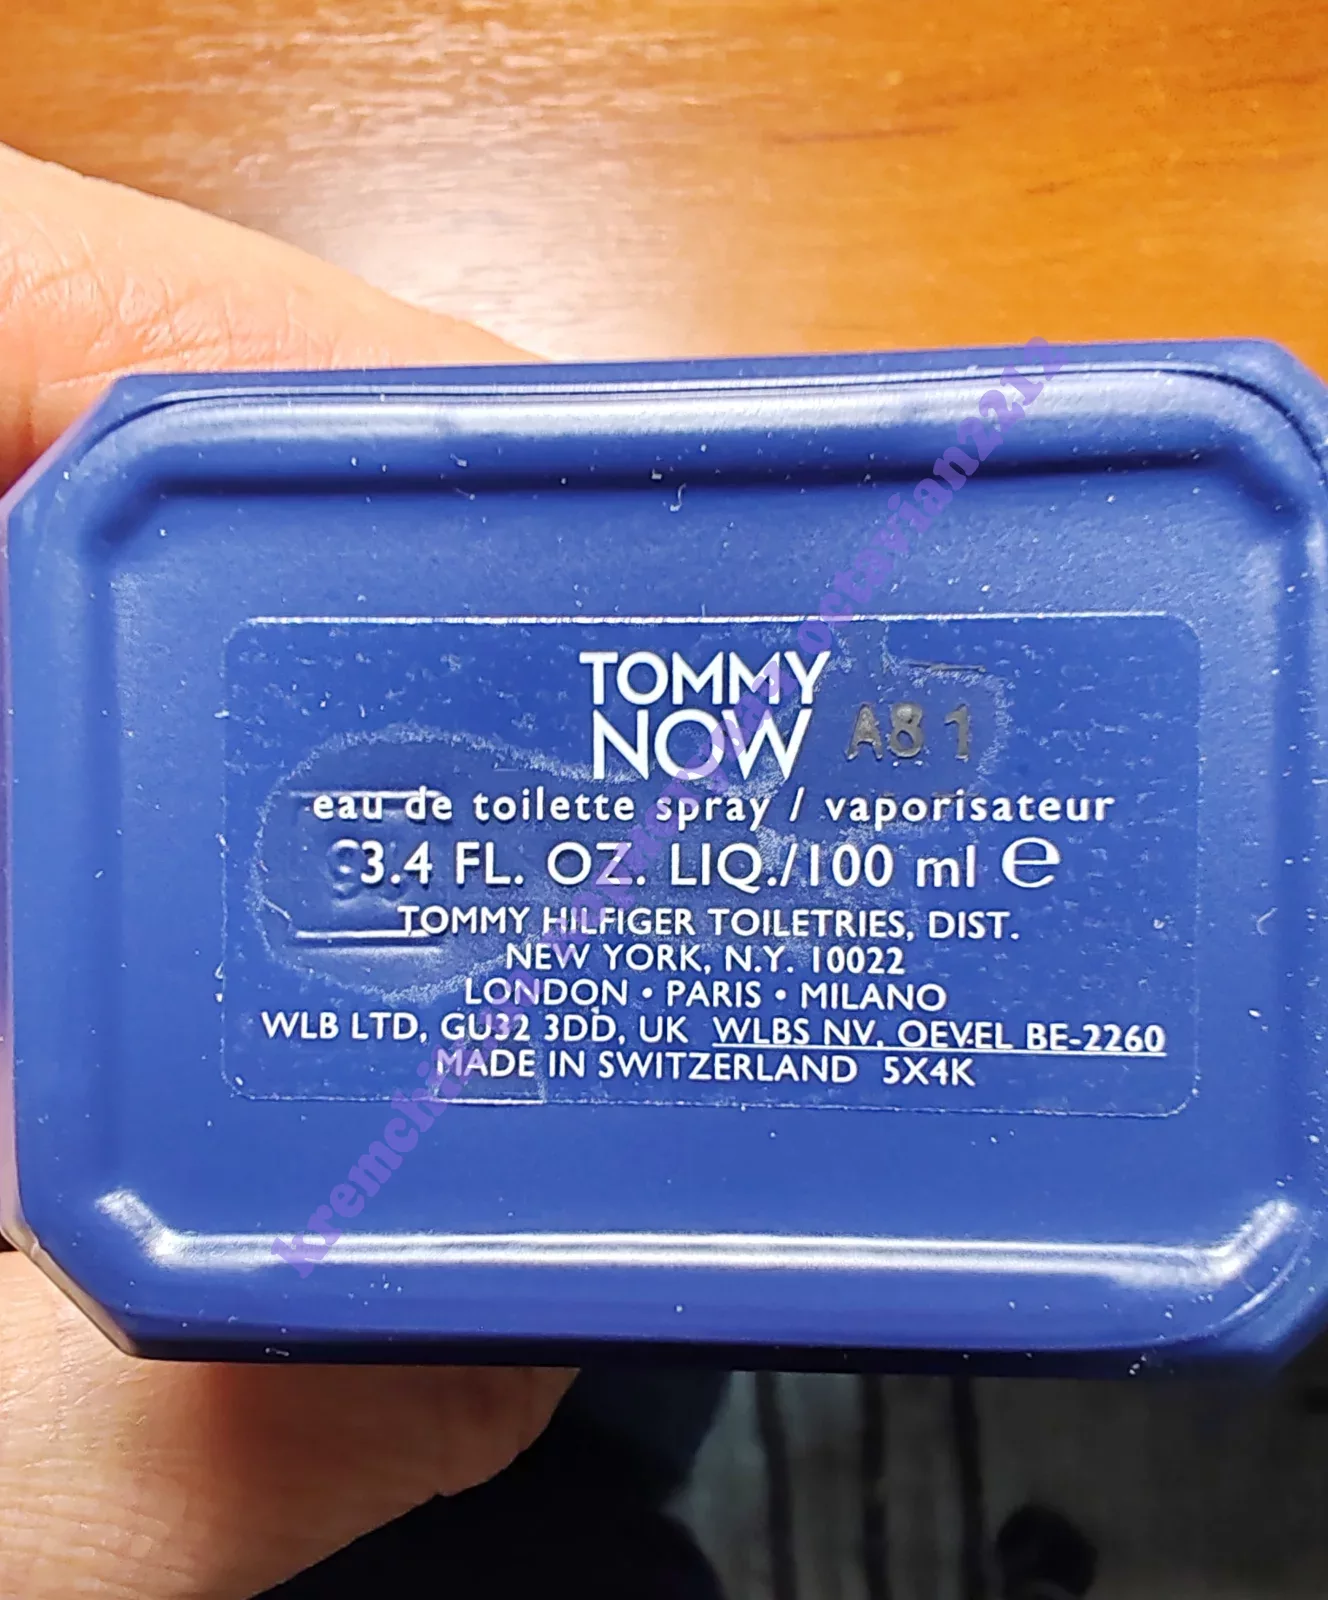 TOMMY
NOW
A81
eau de toilette spray / vaporisateur
3.4 FL. OZ. LIQ./100 ml ℮
TOMMY HILFIGER TOILETRIES, DIST.
NEW YORK, N.Y. 10022
LONDON • PARIS • MILANO
WLB LTD, GU32 3DD, UK WLBS NV. OEVEL BE-2260
MADE IN SWITZERLAND 5X4K
octavian2212